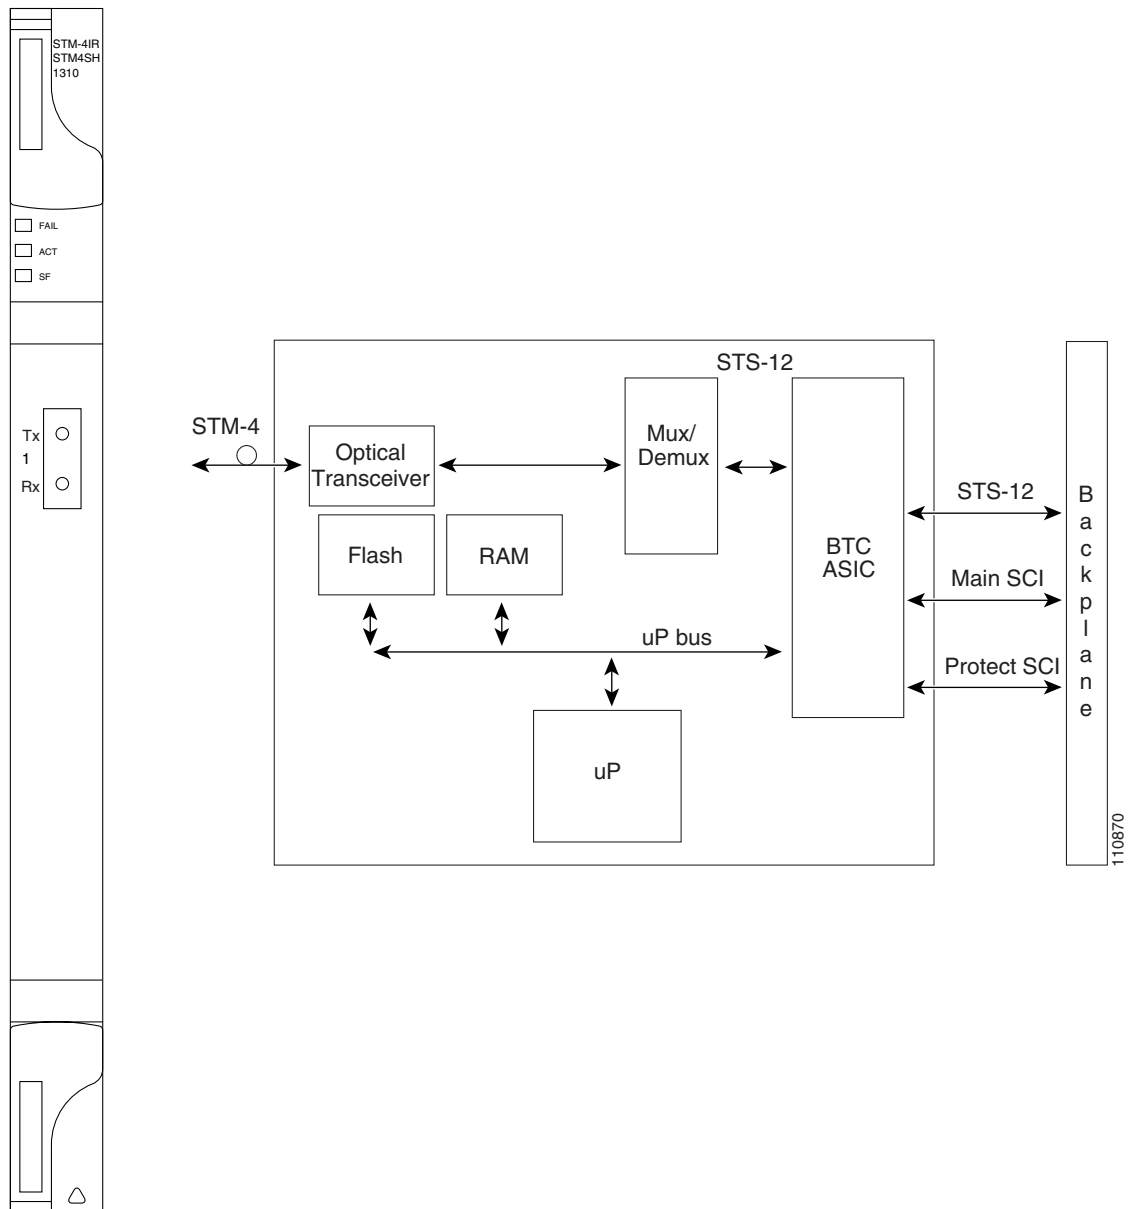 STM-4IR
STM4SH
1310
FAIL
ACT
SF
Tx
1
Rx
STM-4
Optical
Transceiver
Flash
RAM
Mux/
Demux
STS-12
BTC
ASIC
uP bus
uP
STS-12
Main SCI
Protect SCI
Backplane
110870